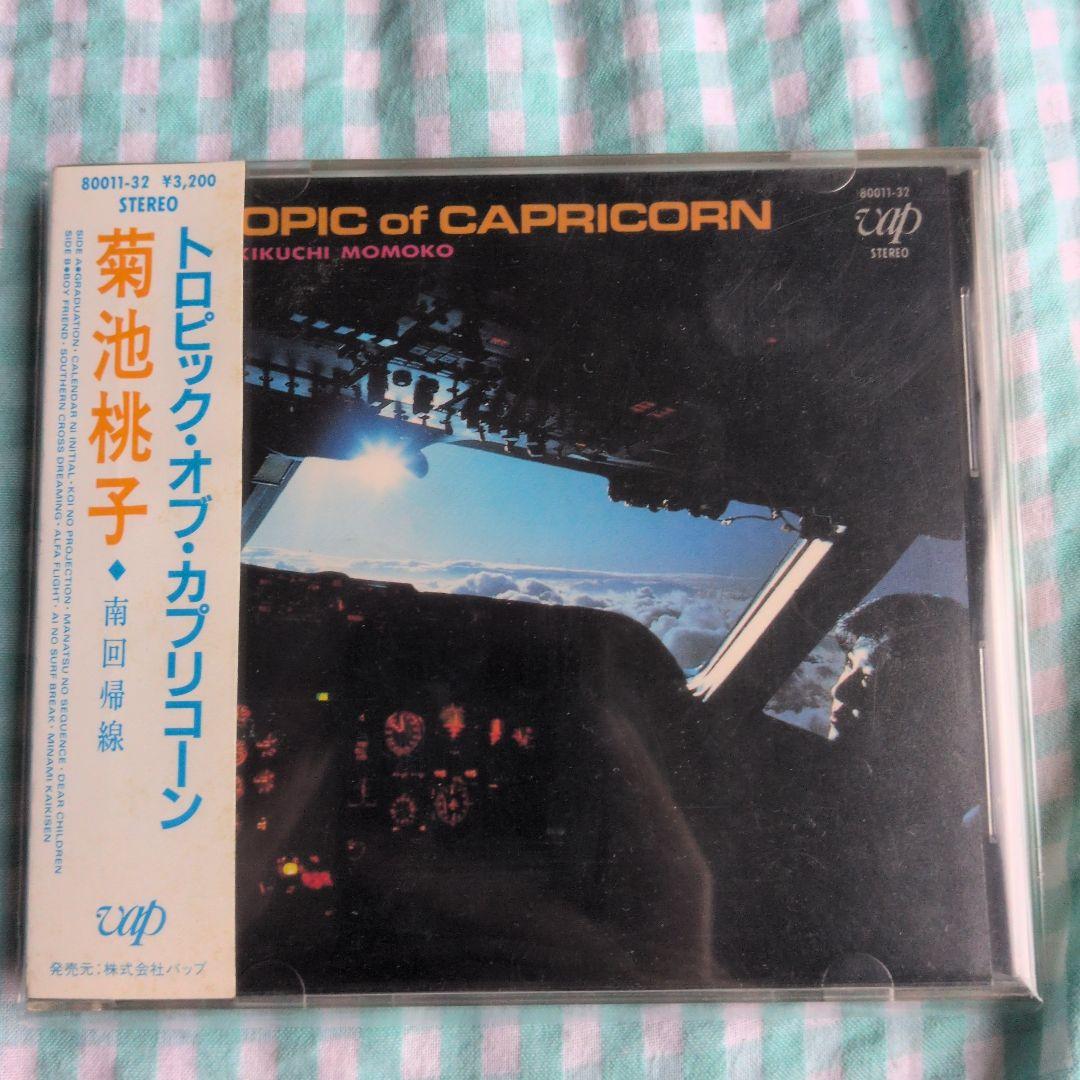 80011-32 ¥3,200
STEREO
トロピック・オブ・カプリコーン
菊池桃子◆南回帰線
SIDE A●GRADUATION・CALENDAR NI INITIAL・KOI NO PROJECTION・MANATSU NO SEQUENCE・DEAR CHILDREN
SIDE B●BOY FRIEND・SOUTHERN CROSS DREAMING・ALFA FLIGHT・AI NO SURF BREAK・MINAMI KAIKISEN
vap
発売元:株式会社バップ
OPIC of CAPRICORN
KIKUCHI MOMOKO
80011-32
vap
STEREO